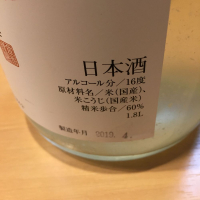 日本酒
アルコール分／16度
原材料名／米(国産)、
米こうじ(国産米)
精米歩合／60%
1.8L
製造年月